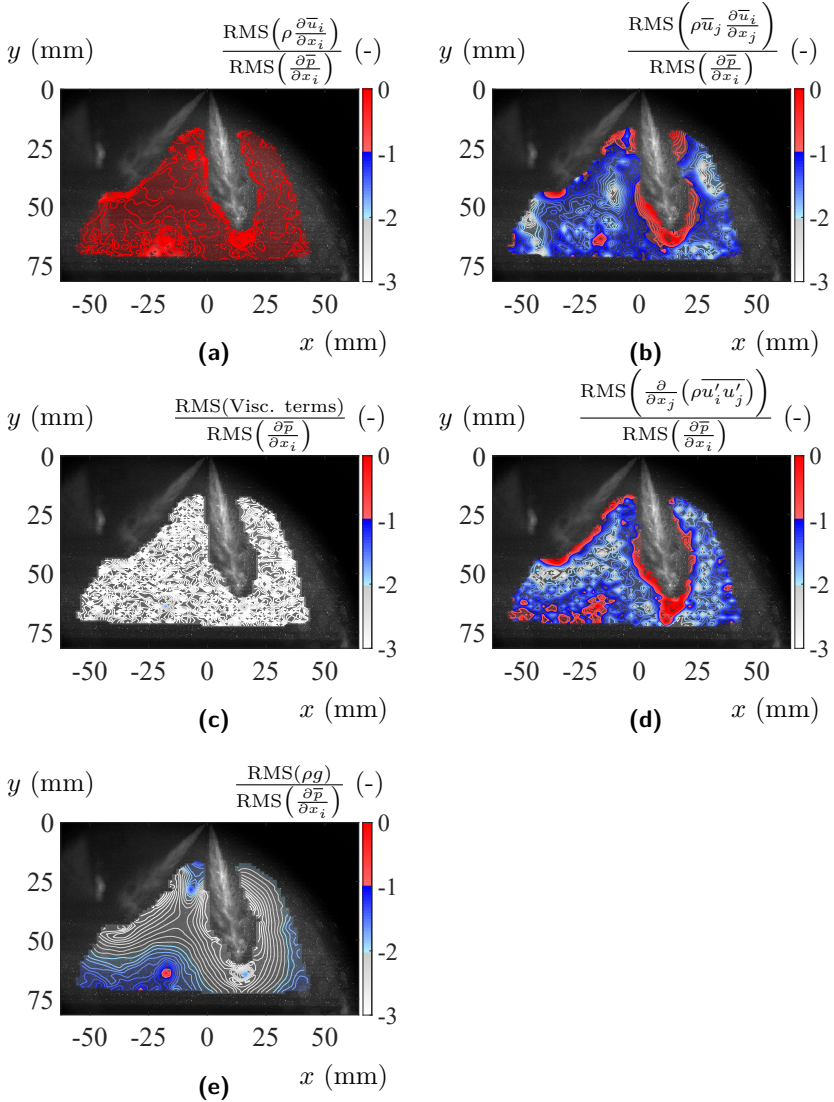 y (mm) RMS(ρ ∂u̅_i/∂x_i) / RMS(∂p̅/∂x_i) (-) y (mm) RMS(ρu̅_j ∂u̅_i/∂x_j) / RMS(∂p̅/∂x_i) (-)
0 0 0 0
25 -1 25 -1
50 -2 50 -2
75 -3 75 -3
-50 -25 0 25 50 -50 -25 0 25 50
x (mm) x (mm)
(a) (b)
y (mm) RMS(Visc. terms) / RMS(∂p̅/∂x_i) (-) y (mm) RMS(∂/∂x_j (ρ\overline{u′_i u′_j})) / RMS(∂p̅/∂x_i) (-)
0 0 0 0
25 -1 25 -1
50 -2 50 -2
75 -3 75 -3
-50 -25 0 25 50 -50 -25 0 25 50
x (mm) x (mm)
(c) (d)
y (mm) RMS(ρg) / RMS(∂p̅/∂x_i) (-)
0 0
25 -1
50 -2
75 -3
-50 -25 0 25 50
x (mm)
(e)